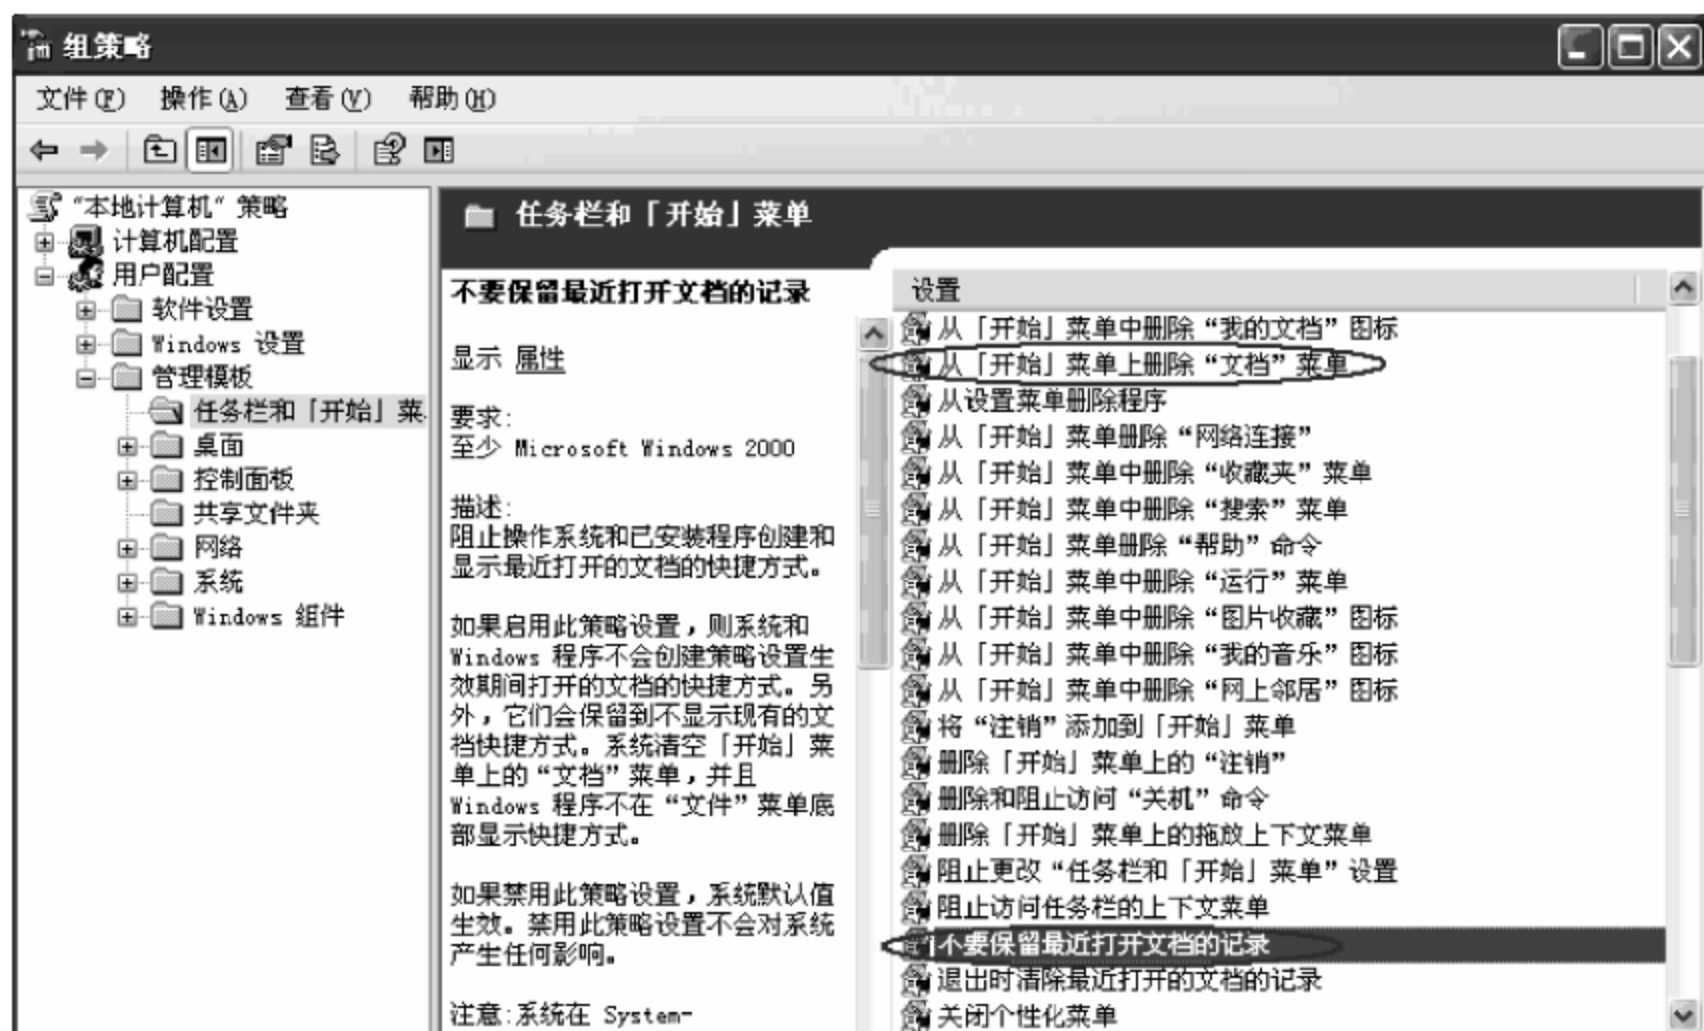 组策略
文件(F) 操作(A) 查看(V) 帮助(H)
“本地计算机”策略
计算机配置
用户配置
软件设置
Windows 设置
管理模板
任务栏和「开始」菜
桌面
控制面板
共享文件夹
网络
系统
Windows 组件
任务栏和「开始」菜单
不要保留最近打开文档的记录
显示 属性
要求:
至少 Microsoft Windows 2000
描述:
阻止操作系统和已安装程序创建和
显示最近打开的文档的快捷方式。
如果启用此策略设置，则系统和
Windows 程序不会创建策略设置生
效期间打开的文档的快捷方式。另
外，它们会保留到不显示现有的文
档快捷方式。系统清空「开始」菜
单上的“文档”菜单，并且
Windows 程序不在“文件”菜单底
部显示快捷方式。
如果禁用此策略设置，系统默认值
生效。禁用此策略设置不会对系统
产生任何影响。
注意:系统在 System-
设置
从「开始」菜单中删除“我的文档”图标
从「开始」菜单上删除“文档”菜单
从设置菜单删除程序
从「开始」菜单删除“网络连接”
从「开始」菜单中删除“收藏夹”菜单
从「开始」菜单中删除“搜索”菜单
从「开始」菜单删除“帮助”命令
从「开始」菜单中删除“运行”菜单
从「开始」菜单中删除“图片收藏”图标
从「开始」菜单中删除“我的音乐”图标
从「开始」菜单中删除“网上邻居”图标
将“注销”添加到「开始」菜单
删除「开始」菜单上的“注销”
删除和阻止访问“关机”命令
删除「开始」菜单上的拖放上下文菜单
阻止更改“任务栏和「开始」菜单”设置
阻止访问任务栏的上下文菜单
不要保留最近打开文档的记录
退出时清除最近打开的文档的记录
关闭个性化菜单